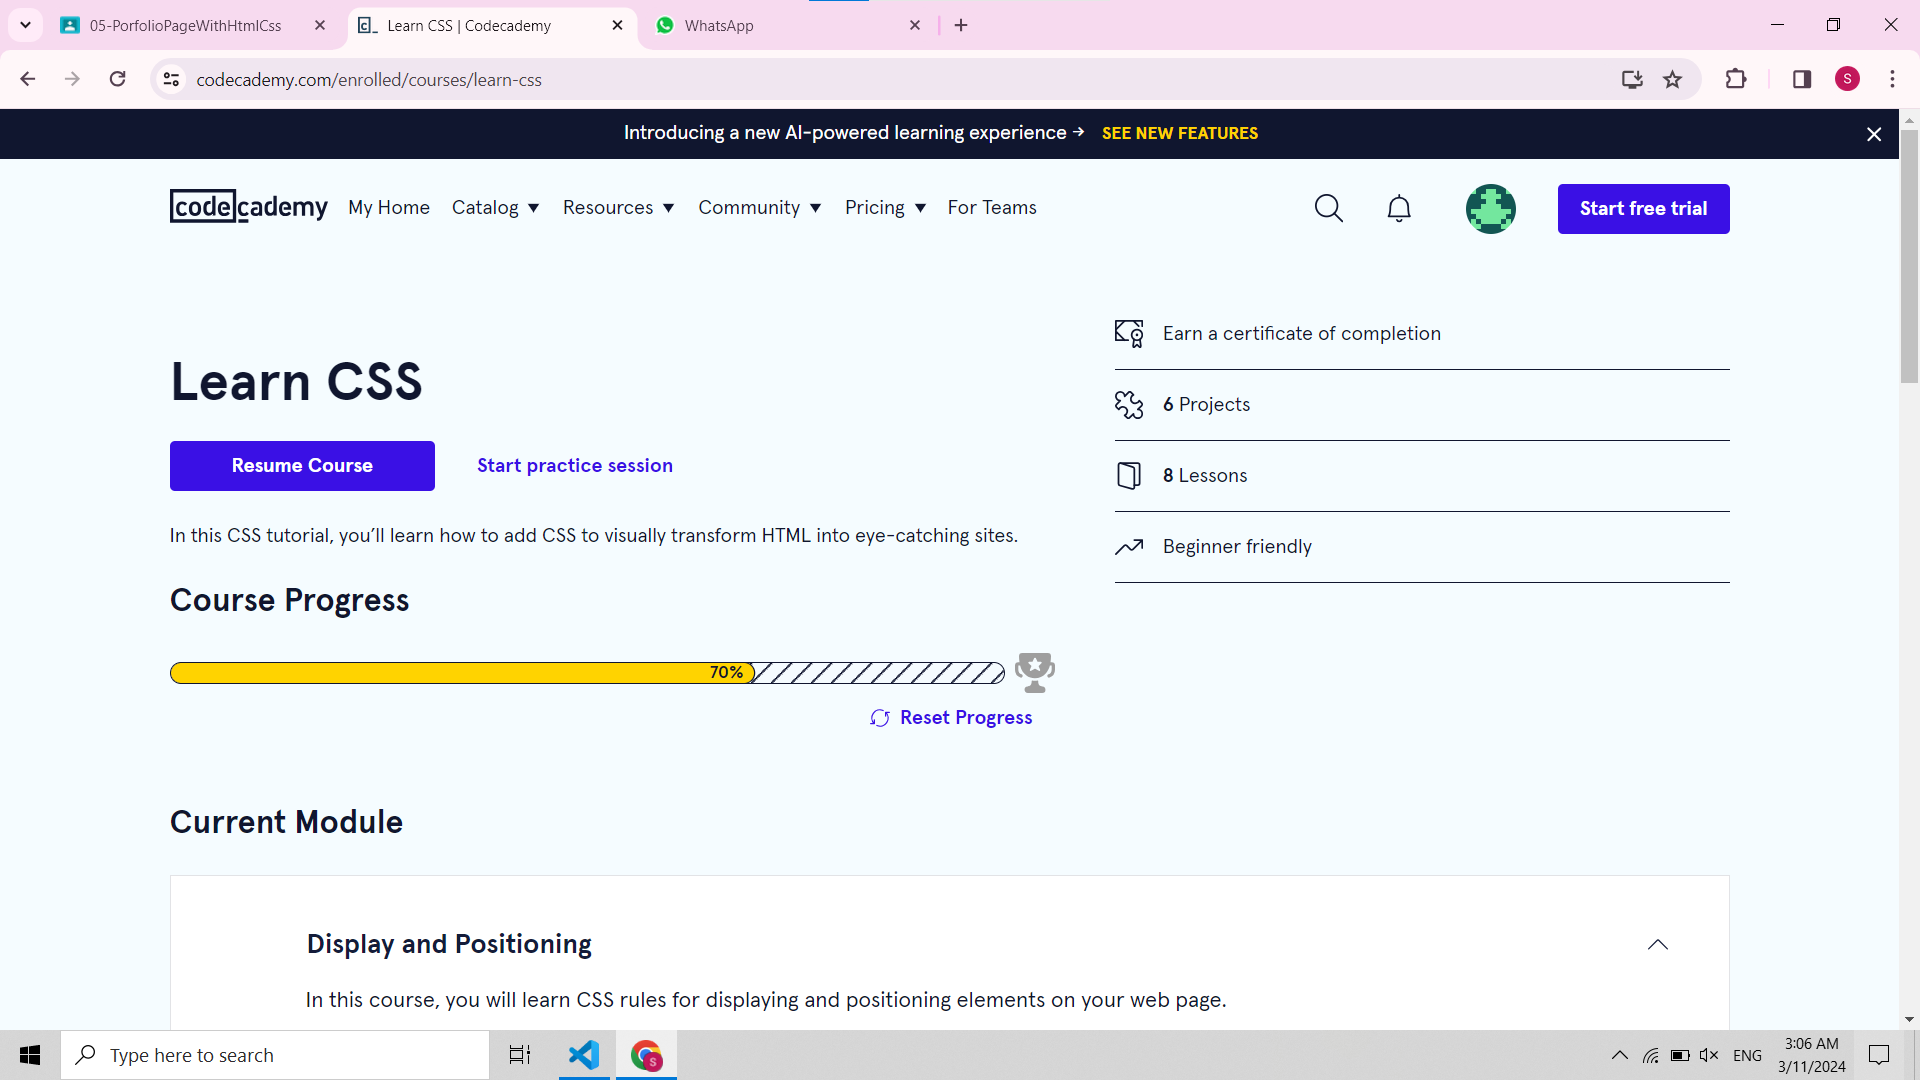 05-PorfolioPageWithHtmlCss
Learn CSS | Codecademy
WhatsApp
codecademy.com/enrolled/courses/learn-css
S
Introducing a new AI-powered learning experience → SEE NEW FEATURES
codecademy
My Home
Catalog
Resources
Community
Pricing
For Teams
Start free trial
Earn a certificate of completion
Learn CSS
6 Projects
Resume Course
Start practice session
8 Lessons
In this CSS tutorial, you’ll learn how to add CSS to visually transform HTML into eye-catching sites.
Beginner friendly
Course Progress
70%
Reset Progress
Current Module
Display and Positioning
In this course, you will learn CSS rules for displaying and positioning elements on your web page.
Type here to search
S
ENG
3:06 AM
3/11/2024